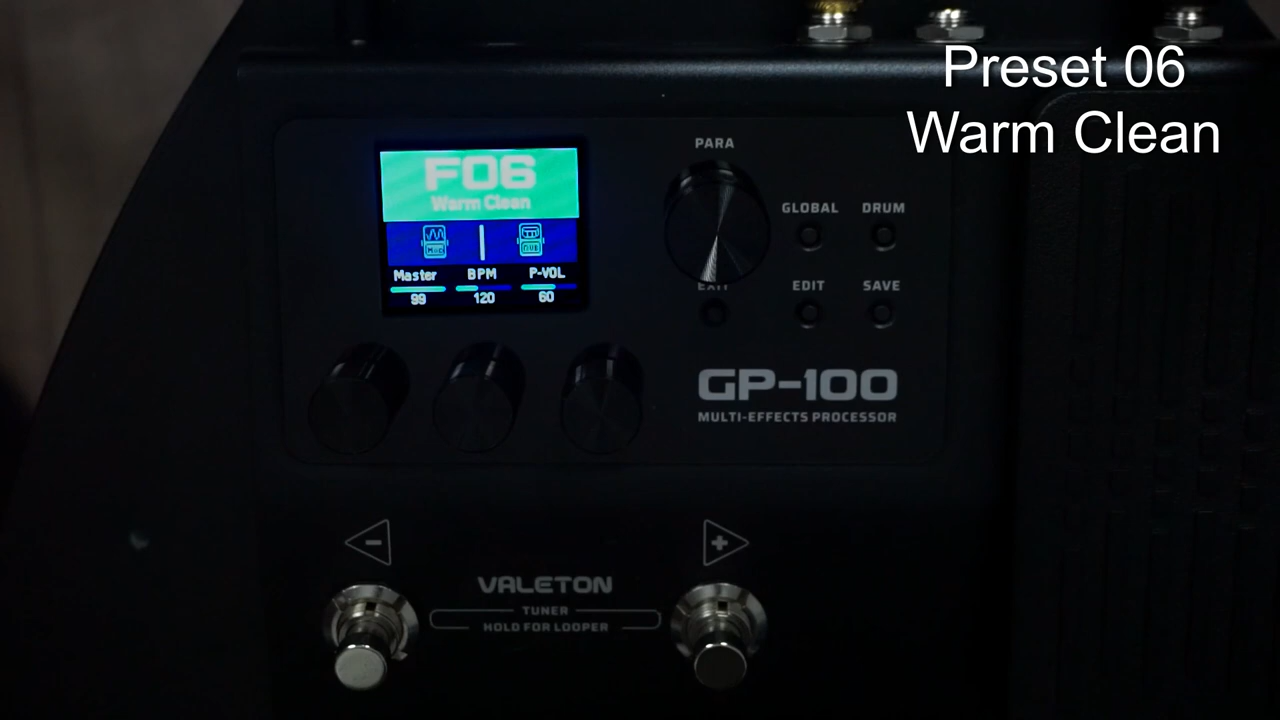 Preset 06
Warm Clean
F06
Warm Clean
Master BPM P-VOL
99 120 60
PARA
GLOBAL DRUM
EXIT EDIT SAVE
GP-100
MULTI-EFFECTS PROCESSOR
VALETON
TUNER
HOLD FOR LOOPER